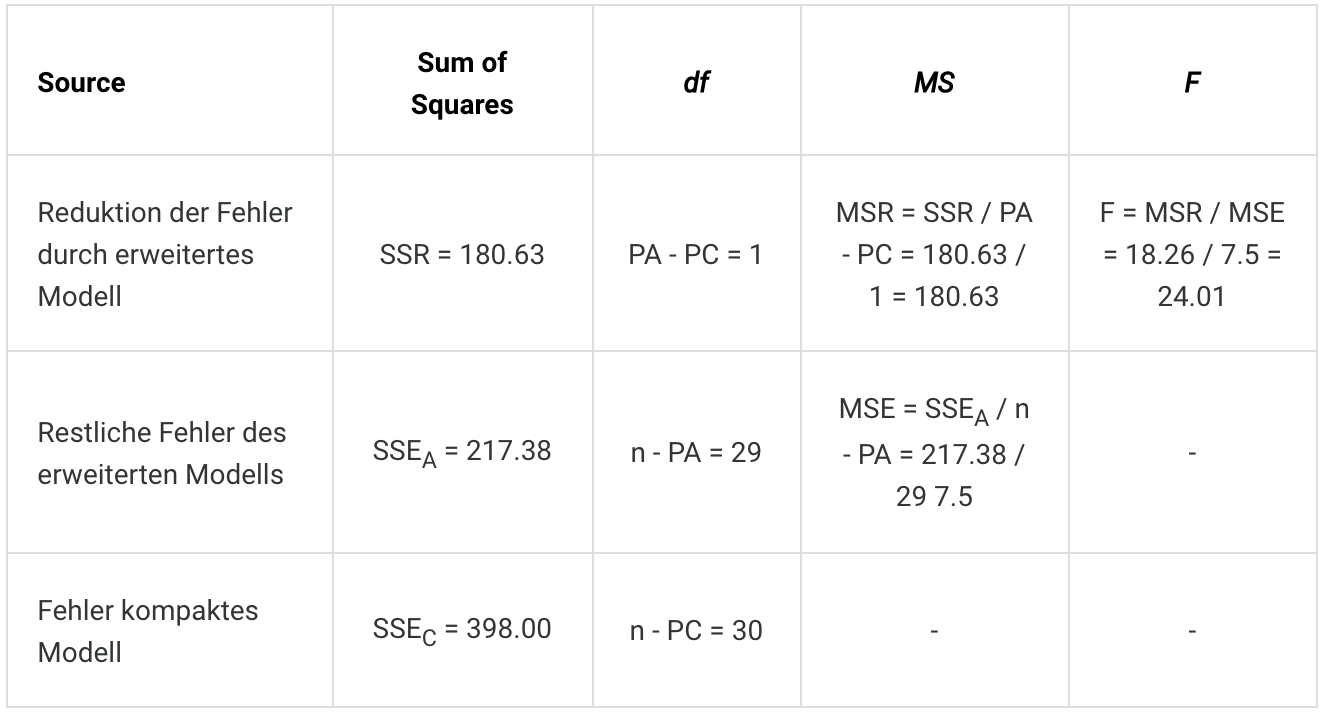 Source
Sum of
Squares
df
MS
F
Reduktion der Fehler
durch erweitertes
Modell
SSR = 180.63
PA - PC = 1
MSR = SSR / PA
- PC = 180.63 /
1 = 180.63
F = MSR / MSE
= 18.26 / 7.5 =
24.01
Restliche Fehler des
erweiterten Modells
SSE_A = 217.38
n - PA = 29
MSE = SSE_A / n
- PA = 217.38 /
29 7.5
-
Fehler kompaktes
Modell
SSE_C = 398.00
n - PC = 30
-
-